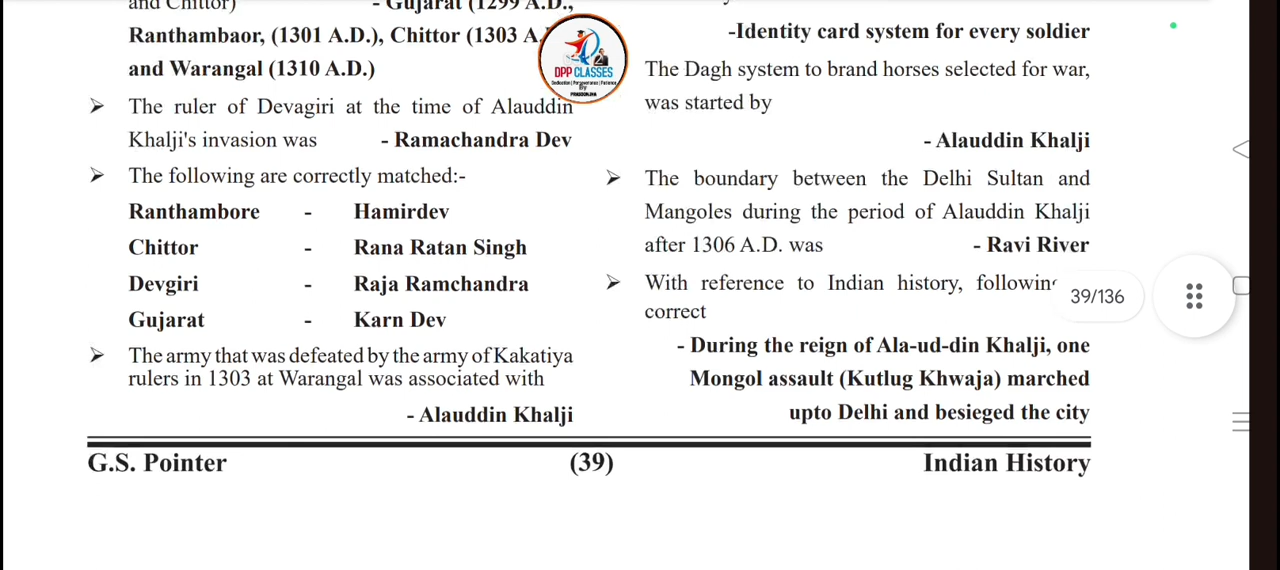 and Chittor) - Gujarat (1299 A.D.,
Ranthambaor, (1301 A.D.), Chittor (1303 A.
and Warangal (1310 A.D.)
➢ The ruler of Devagiri at the time of Alauddin
Khalji's invasion was - Ramachandra Dev
➢ The following are correctly matched:-
Ranthambore - Hamirdev
Chittor - Rana Ratan Singh
Devgiri - Raja Ramchandra
Gujarat - Karn Dev
➢ The army that was defeated by the army of Kakatiya
rulers in 1303 at Warangal was associated with
- Alauddin Khalji
DPP CLASSES
Dedication | Perseverance | Patience
By
-Identity card system for every soldier
The Dagh system to brand horses selected for war,
was started by
- Alauddin Khalji
➢ The boundary between the Delhi Sultan and
Mangoles during the period of Alauddin Khalji
after 1306 A.D. was - Ravi River
➢ With reference to Indian history, following
correct
- During the reign of Ala-ud-din Khalji, one
Mongol assault (Kutlug Khwaja) marched
upto Delhi and besieged the city
39/136
G.S. Pointer (39) Indian History